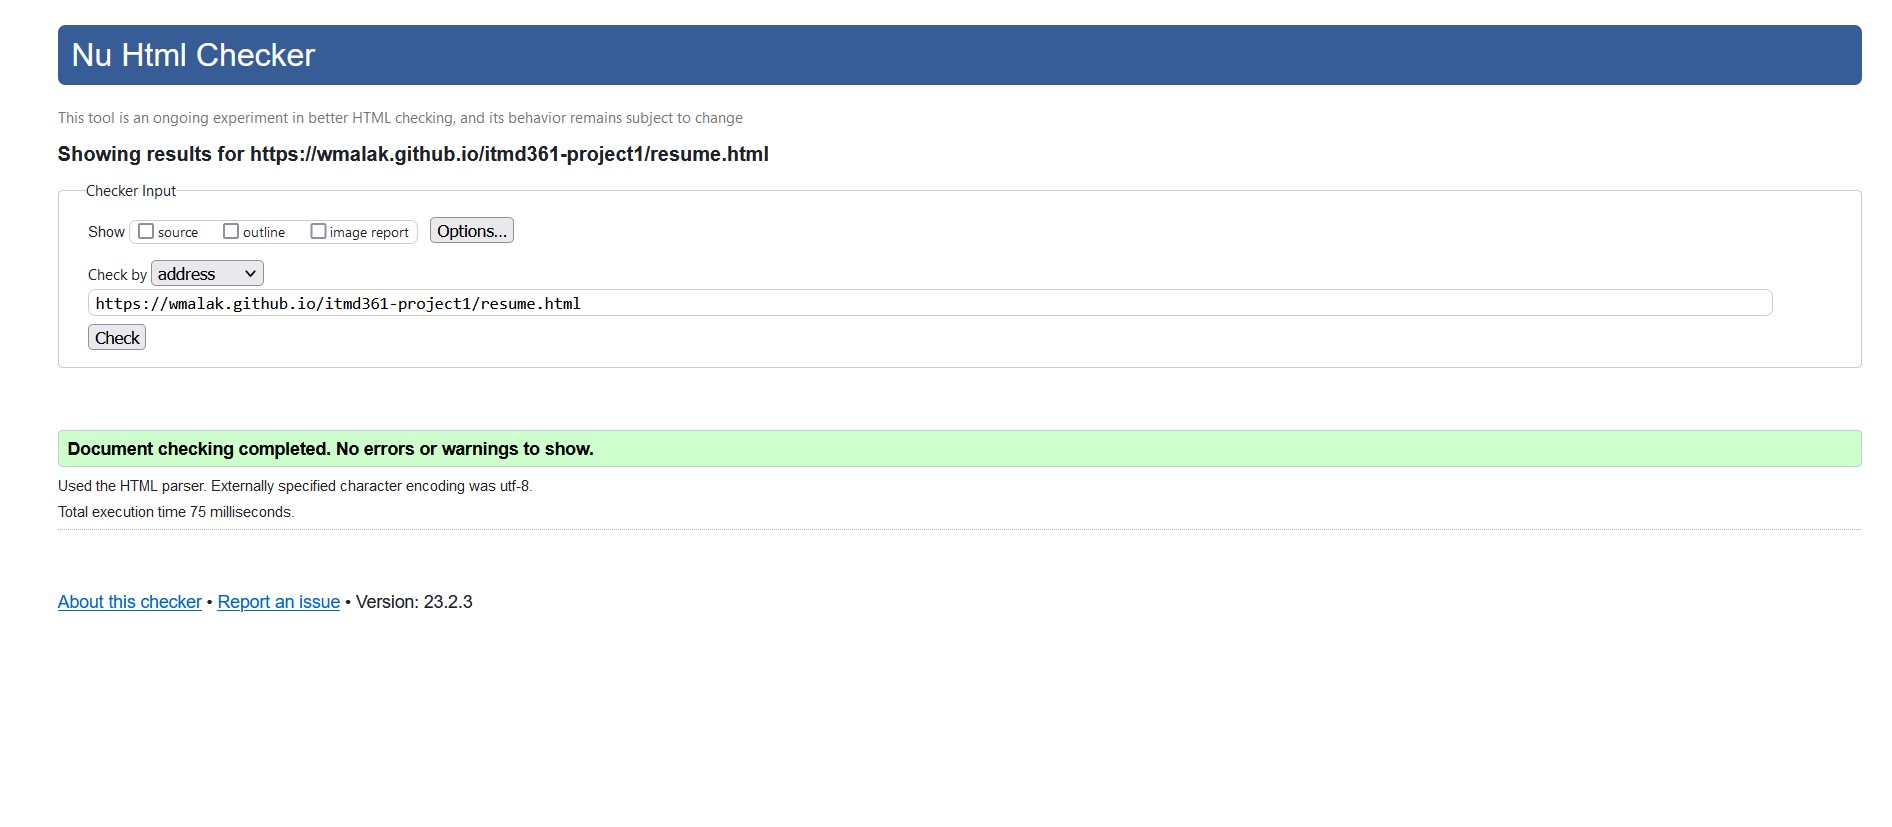 Nu Html Checker
This tool is an ongoing experiment in better HTML checking, and its behavior remains subject to change
Showing results for https://wmalak.github.io/itmd361-project1/resume.html
Checker Input
Show source outline image report Options...
Check by address
https://wmalak.github.io/itmd361-project1/resume.html
Check
Document checking completed. No errors or warnings to show.
Used the HTML parser. Externally specified character encoding was utf-8.
Total execution time 75 milliseconds.
About this checker • Report an issue • Version: 23.2.3